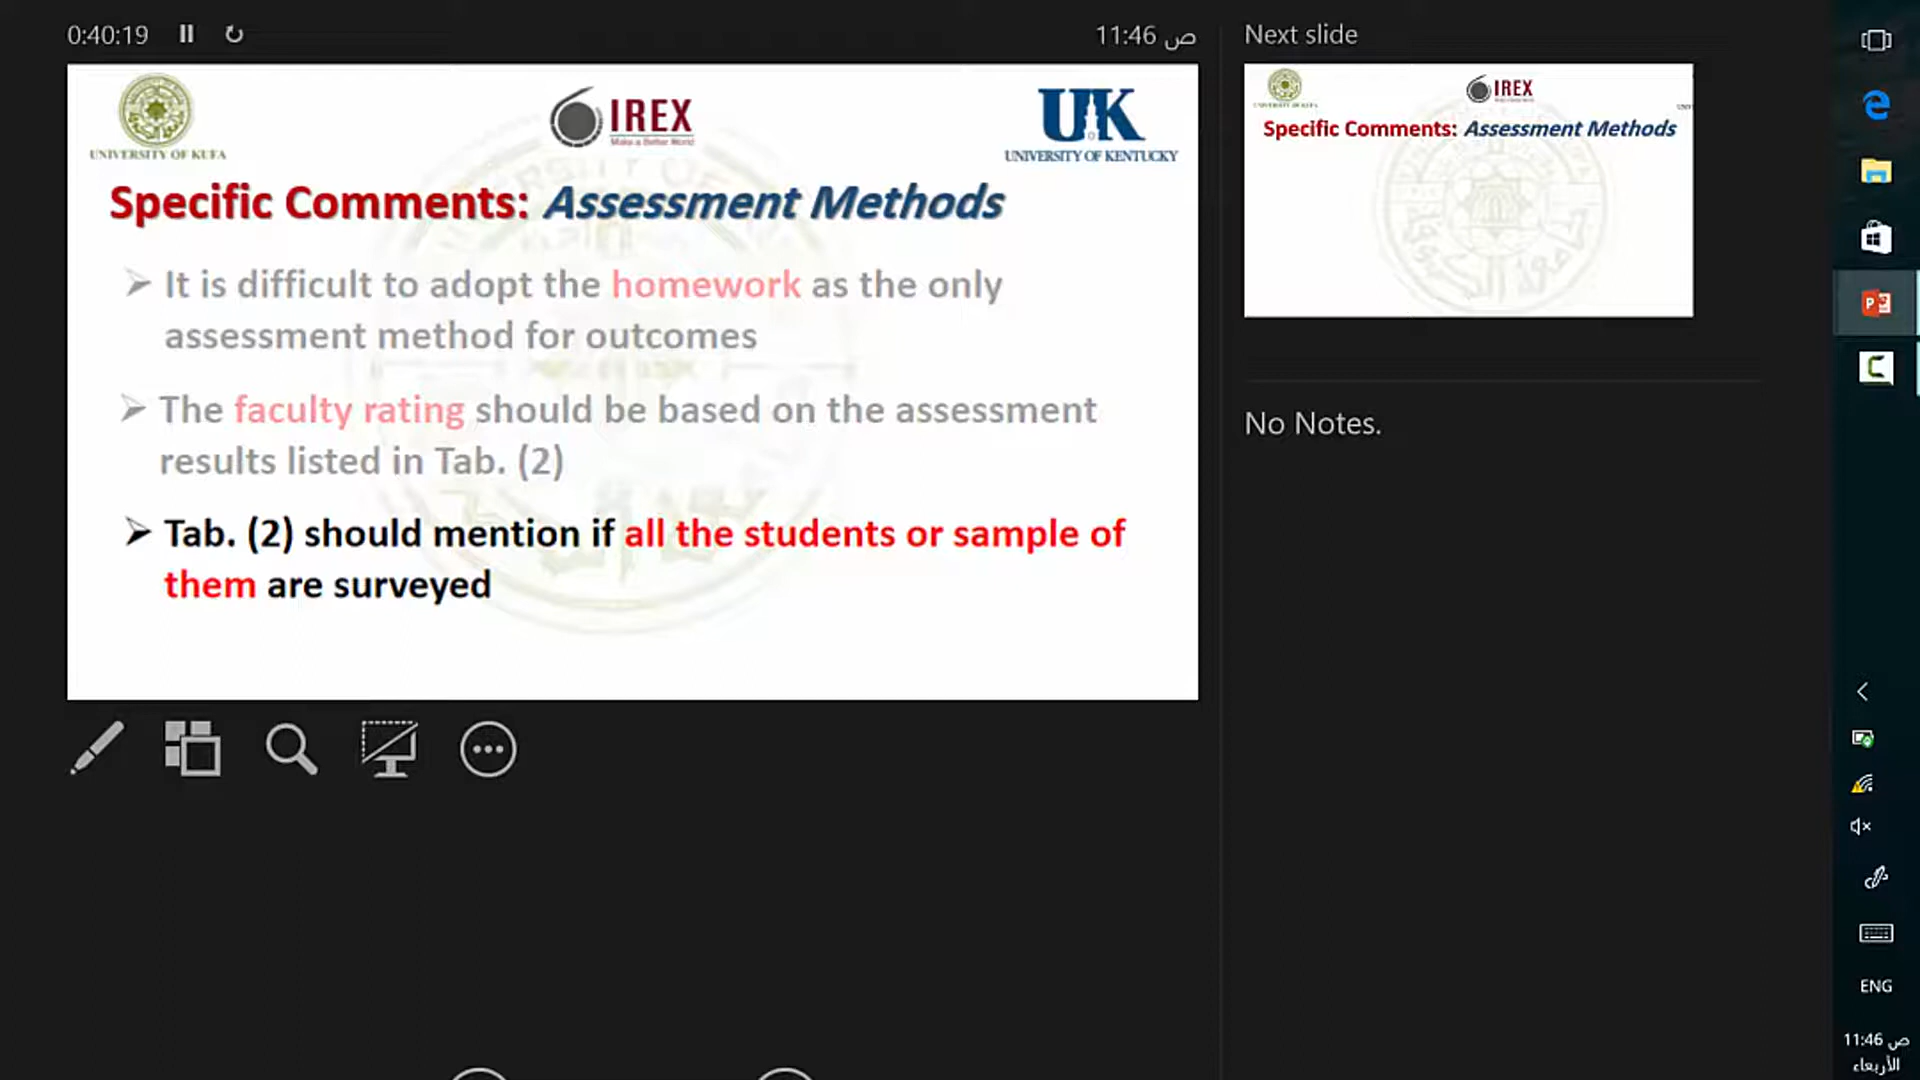 0:40:19
11:46 ص
Next slide
UNIVERSITY OF KUFA
IREX
Make a Better World
UK
UNIVERSITY OF KENTUCKY
Specific Comments: Assessment Methods
It is difficult to adopt the homework as the only
assessment method for outcomes
The faculty rating should be based on the assessment
results listed in Tab. (2)
Tab. (2) should mention if all the students or sample of
them are surveyed
IREX
Specific Comments: Assessment Methods
No Notes.
ENG
11:46 ص
الأربعاء